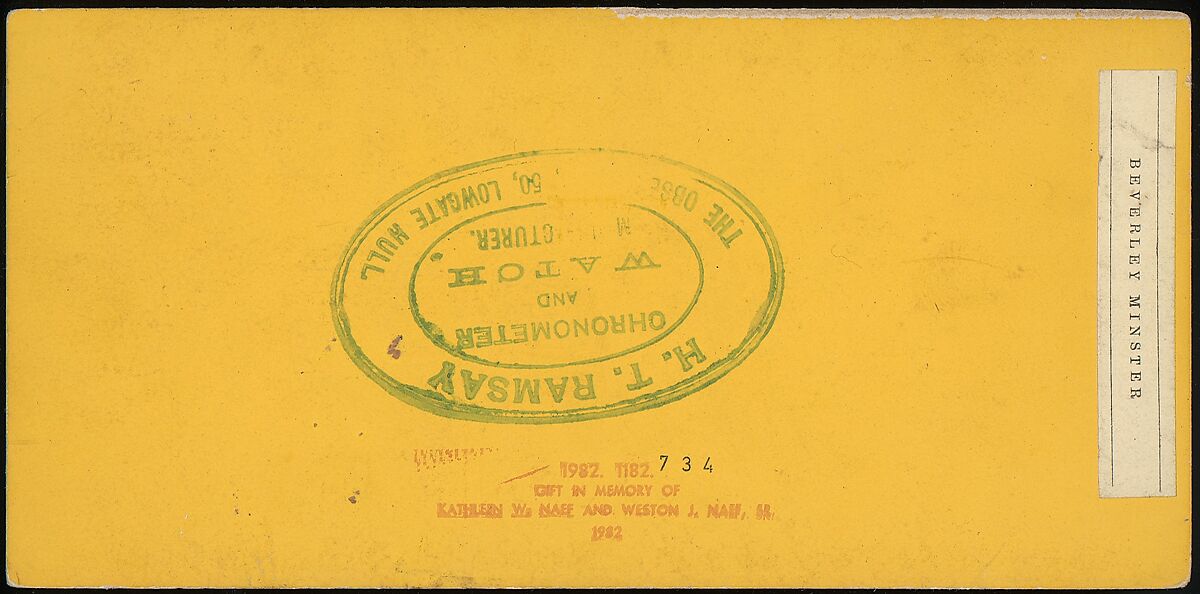 H. T. RAMSAY
CHRONOMETER
AND
WATCH
THE
50, LOWGATE HULL
1982. 1182. 734
GIFT IN MEMORY OF
KATHLEEN W. NAEF AND WESTON J. NAEF, SR.
1982
BEVERLEY MINSTER